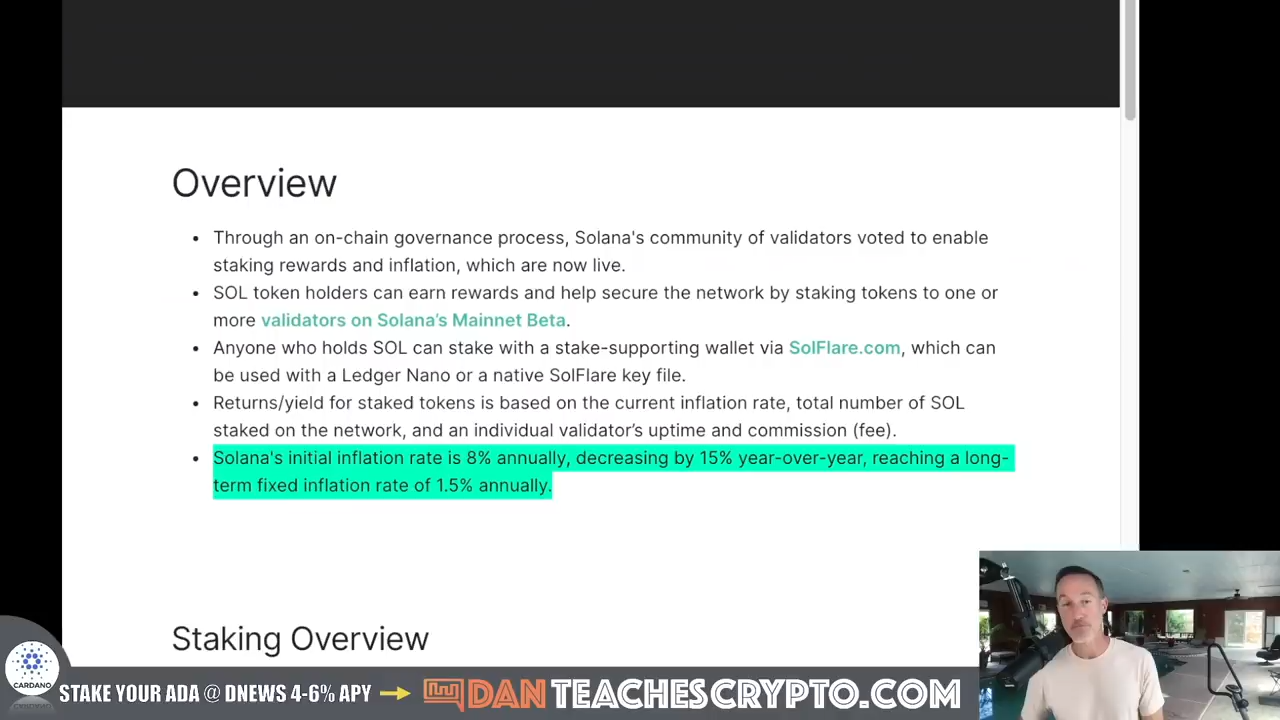 Overview
• Through an on-chain governance process, Solana's community of validators voted to enable
staking rewards and inflation, which are now live.
• SOL token holders can earn rewards and help secure the network by staking tokens to one or
more validators on Solana’s Mainnet Beta.
• Anyone who holds SOL can stake with a stake-supporting wallet via SolFlare.com, which can
be used with a Ledger Nano or a native SolFlare key file.
• Returns/yield for staked tokens is based on the current inflation rate, total number of SOL
staked on the network, and an individual validator’s uptime and commission (fee).
• Solana's initial inflation rate is 8% annually, decreasing by 15% year-over-year, reaching a long-
term fixed inflation rate of 1.5% annually.
Staking Overview
CARDANO
STAKE YOUR ADA @ DNEWS 4-6% APY
DANTEACHESCRYPTO.COM